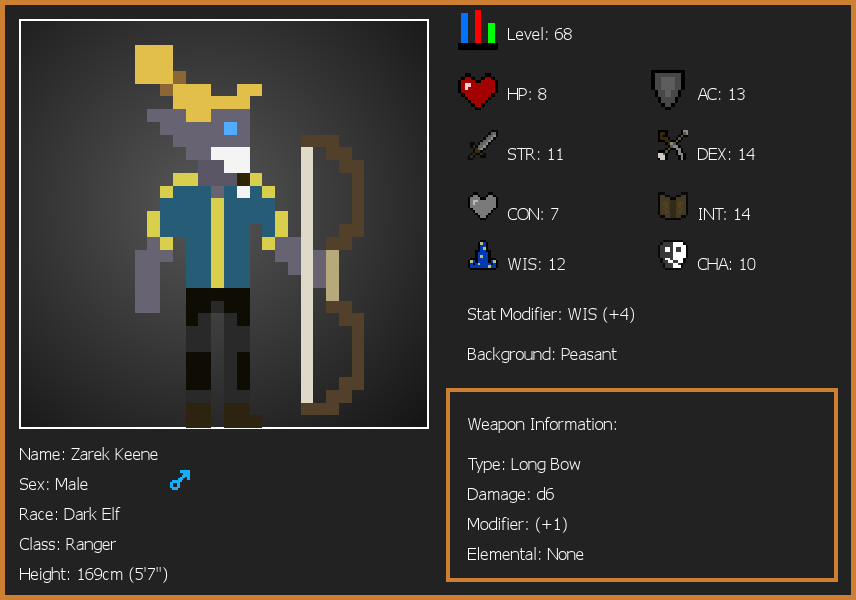 Level: 68
HP: 8
AC: 13
STR: 11
DEX: 14
CON: 7
INT: 14
WIS: 12
CHA: 10
Stat Modifier: WIS (+4)
Background: Peasant
Weapon Information:
Type: Long Bow
Damage: d6
Modifier: (+1)
Elemental: None
Name: Zarek Keene
Sex: Male
Race: Dark Elf
Class: Ranger
Height: 169cm (5'7")